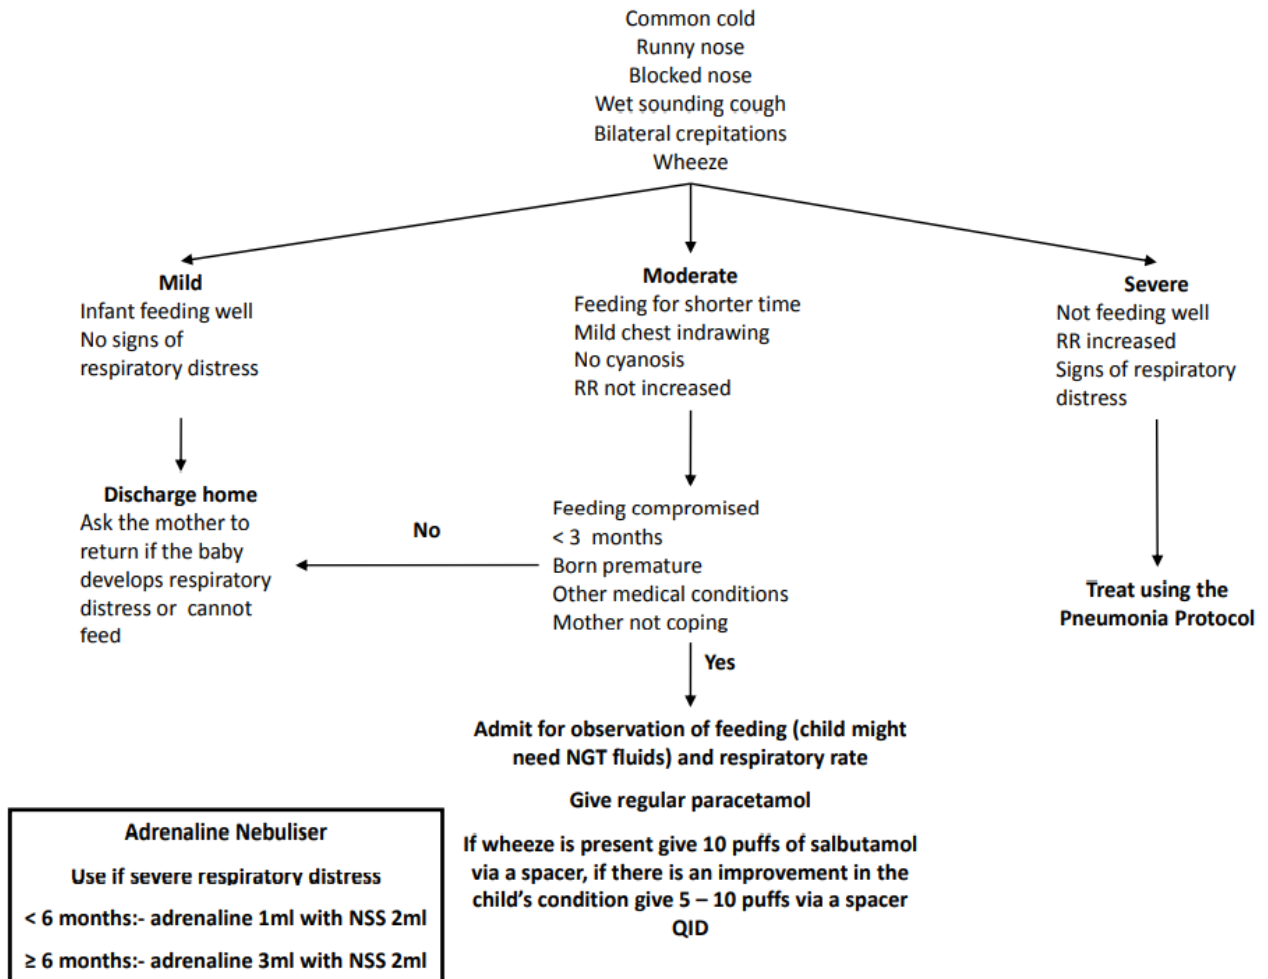 Common cold
Runny nose
Blocked nose
Wet sounding cough
Bilateral crepitations
Wheeze
Mild
Infant feeding well
No signs of
respiratory distress
Moderate
Feeding for shorter time
Mild chest indrawing
No cyanosis
RR not increased
Severe
Not feeding well
RR increased
Signs of respiratory
distress
Discharge home
Ask the mother to
return if the baby
develops respiratory
distress or cannot
feed
No
Feeding compromised
< 3 months
Born premature
Other medical conditions
Mother not coping
Treat using the
Pneumonia Protocol
Yes
Admit for observation of feeding (child might
need NGT fluids) and respiratory rate
Give regular paracetamol
If wheeze is present give 10 puffs of salbutamol
via a spacer, if there is an improvement in the
child's condition give 5 – 10 puffs via a spacer
QID
Adrenaline Nebuliser
Use if severe respiratory distress
< 6 months:- adrenaline 1ml with NSS 2ml
≥ 6 months:- adrenaline 3ml with NSS 2ml